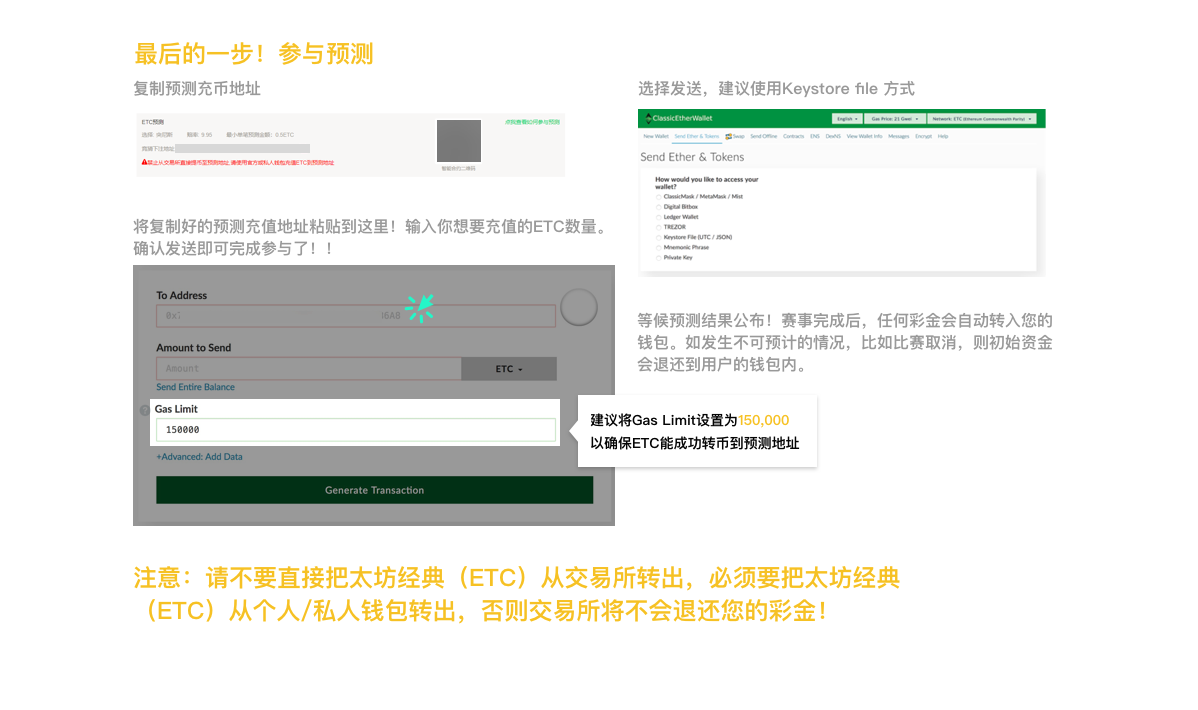 最后的一步！参与预测
复制预测充币地址
ETC预测
点我查看如何参与预测
选择
赔率: 9.95
最小单笔预测金额: 0.5ETC
竞猜下注地址
禁止从交易所直接提币至预测地址,请使用官方或私人钱包充值ETC到预测地址
智能合约二维码
将复制好的预测充值地址粘贴到这里！输入你想要充值的ETC数量。
确认发送即可完成参与了！！
To Address
0x
6A8
Amount to Send
Amount
ETC
Send Entire Balance
Gas Limit
150000
+Advanced: Add Data
Generate Transaction
建议将Gas Limit设置为150,000
以确保ETC能成功转币到预测地址
选择发送，建议使用Keystore file 方式
ClassicEtherWallet
English
Gas Price: 21 Gwei
Network: ETC (Ethereum Commonwealth Parity)
New Wallet Send Ether & Tokens Swap Send Offline Contracts ENS DexNS View Wallet Info Messages Encrypt Help
Send Ether & Tokens
How would you like to access your
wallet?
ClassicMask / MetaMask / Mist
Digital Bitbox
Ledger Wallet
TREZOR
Keystore File (UTC / JSON)
Mnemonic Phrase
Private Key
等候预测结果公布！赛事完成后，任何彩金会自动转入您的
钱包。如发生不可预计的情况，比如比赛取消，则初始资金
会退还到用户的钱包内。
注意：请不要直接把太坊经典（ETC）从交易所转出，必须要把太坊经典
（ETC）从个人/私人钱包转出，否则交易所将不会退还您的彩金！